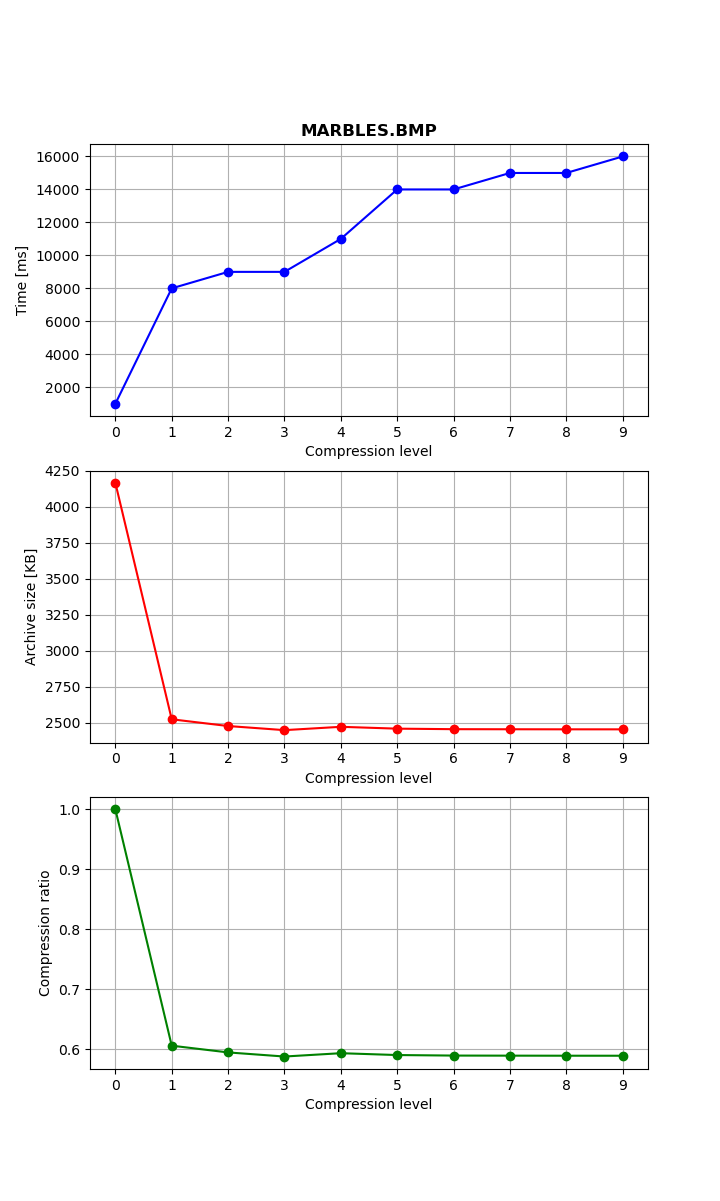 MARBLES.BMP
16000
14000
12000
10000
8000
6000
4000
2000
Time [ms]
0 1 2 3 4 5 6 7 8 9
Compression level
4250
4000
3750
3500
3250
3000
2750
2500
Archive size [KB]
0 1 2 3 4 5 6 7 8 9
Compression level
1.0
0.9
0.8
0.7
0.6
Compression ratio
0 1 2 3 4 5 6 7 8 9
Compression level